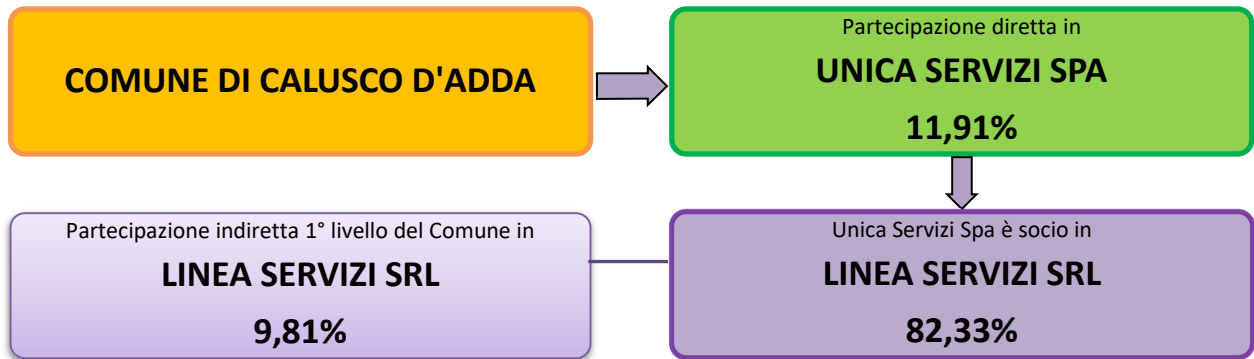 COMUNE DI CALUSCO D'ADDA
Partecipazione diretta in
UNICA SERVIZI SPA
11,91%
Partecipazione indiretta 1° livello del Comune in
LINEA SERVIZI SRL
9,81%
Unica Servizi Spa è socio in
LINEA SERVIZI SRL
82,33%